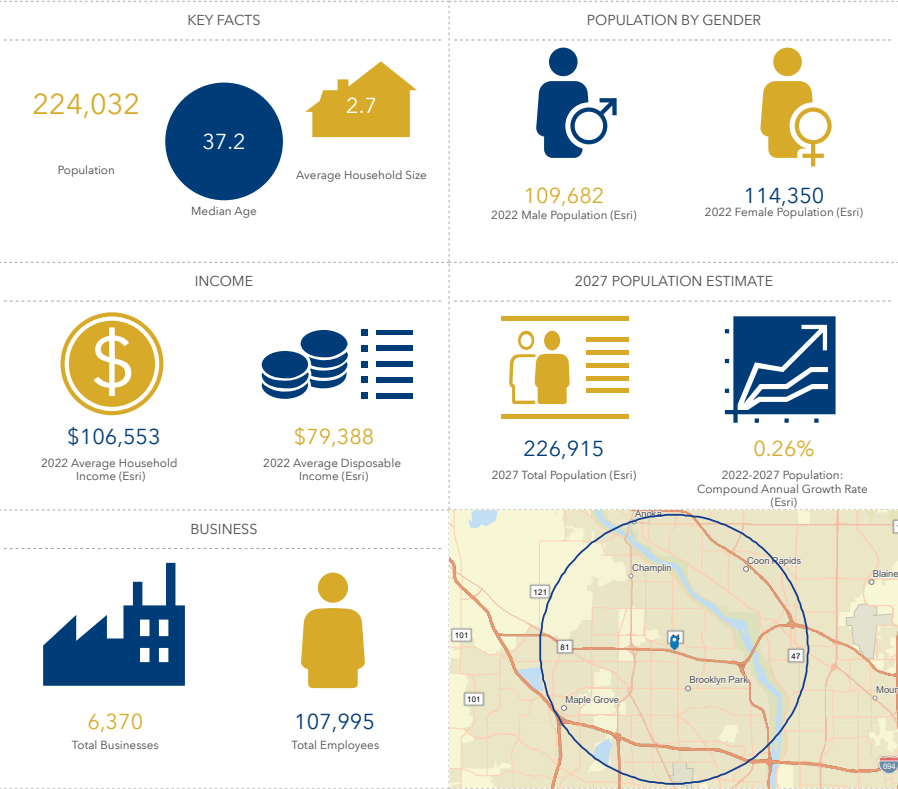 KEY FACTS
224,032
Population
37.2
Median Age
2.7
Average Household Size
POPULATION BY GENDER
109,682
2022 Male Population (Esri)
114,350
2022 Female Population (Esri)
INCOME
$106,553
2022 Average Household
Income (Esri)
$79,388
2022 Average Disposable
Income (Esri)
2027 POPULATION ESTIMATE
226,915
2027 Total Population (Esri)
0.26%
2022-2027 Population:
Compound Annual Growth Rate
(Esri)
BUSINESS
6,370
Total Businesses
107,995
Total Employees
Anoka
Champlin
Coon Rapids
Blaine
121
101
81
47
101
Brooklyn Park
Maple Grove
Moun
694